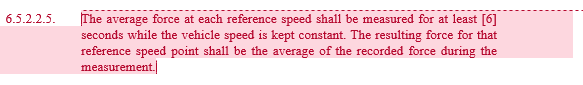 6.5.2.2.5. The average force at each reference speed shall be measured for at least [6]
seconds while the vehicle speed is kept constant. The resulting force for that
reference speed point shall be the average of the recorded force during the
measurement.